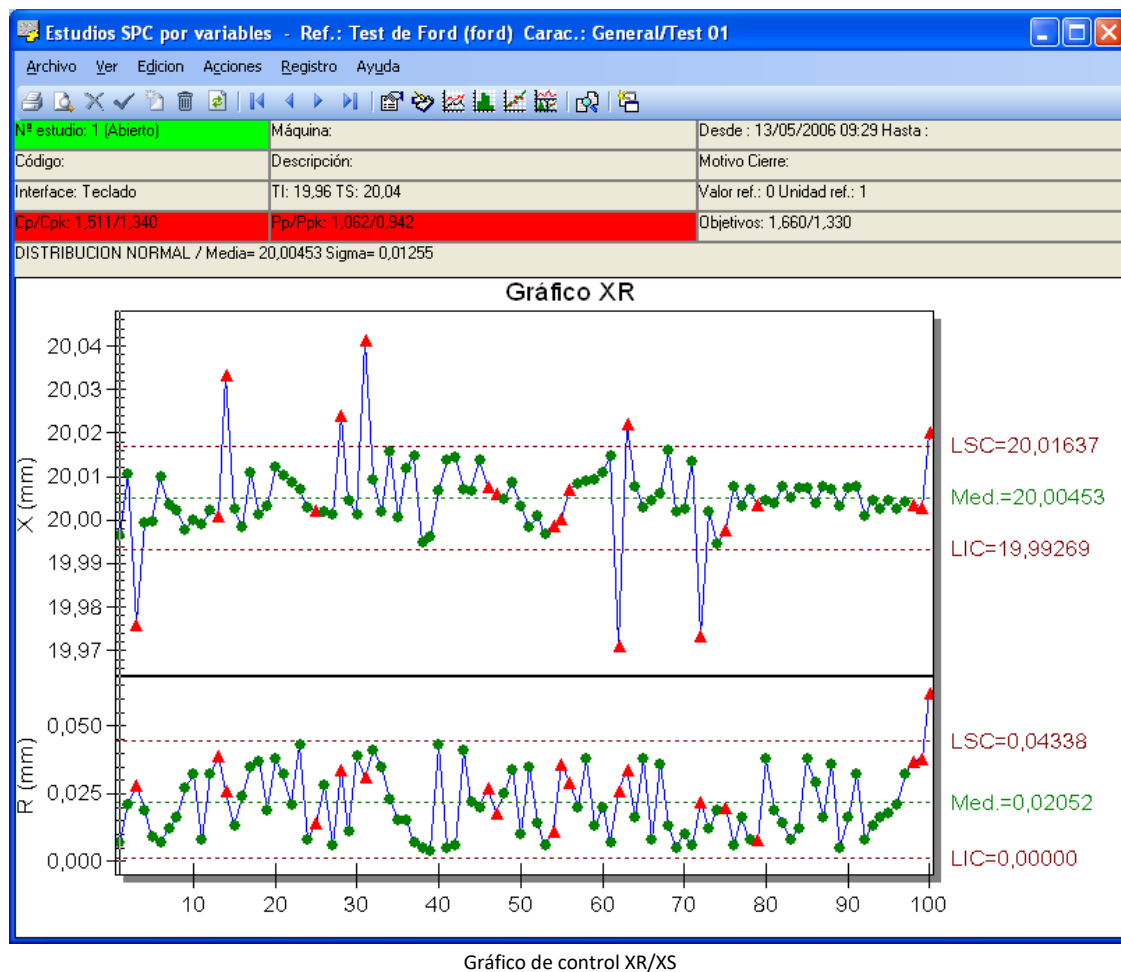 Estudios SPC por variables - Ref.: Test de Ford (ford) Carac.: General/Test 01
Archivo Ver Edicion Acciones Registro Ayuda
Nª estudio: 1 (Abierto) Máquina: Desde : 13/05/2006 09:29 Hasta :
Código: Descripción: Motivo Cierre:
Interface: Teclado TI: 19,96 TS: 20,04 Valor ref.: 0 Unidad ref.: 1
Cp/Cpk: 1,511/1,340 Pp/Ppk: 1,062/0,942 Objetivos: 1,660/1,330
DISTRIBUCION NORMAL / Media= 20,00453 Sigma= 0,01255
Gráfico XR
20,04
20,03
20,02
LSC=20,01637
20,01
Med.=20,00453
20,00
X (mm)
LIC=19,99269
19,99
19,98
19,97
0,050
LSC=0,04338
0,025
Med.=0,02052
R (mm)
0,000
LIC=0,00000
10 20 30 40 50 60 70 80 90 100
Gráfico de control XR/XS